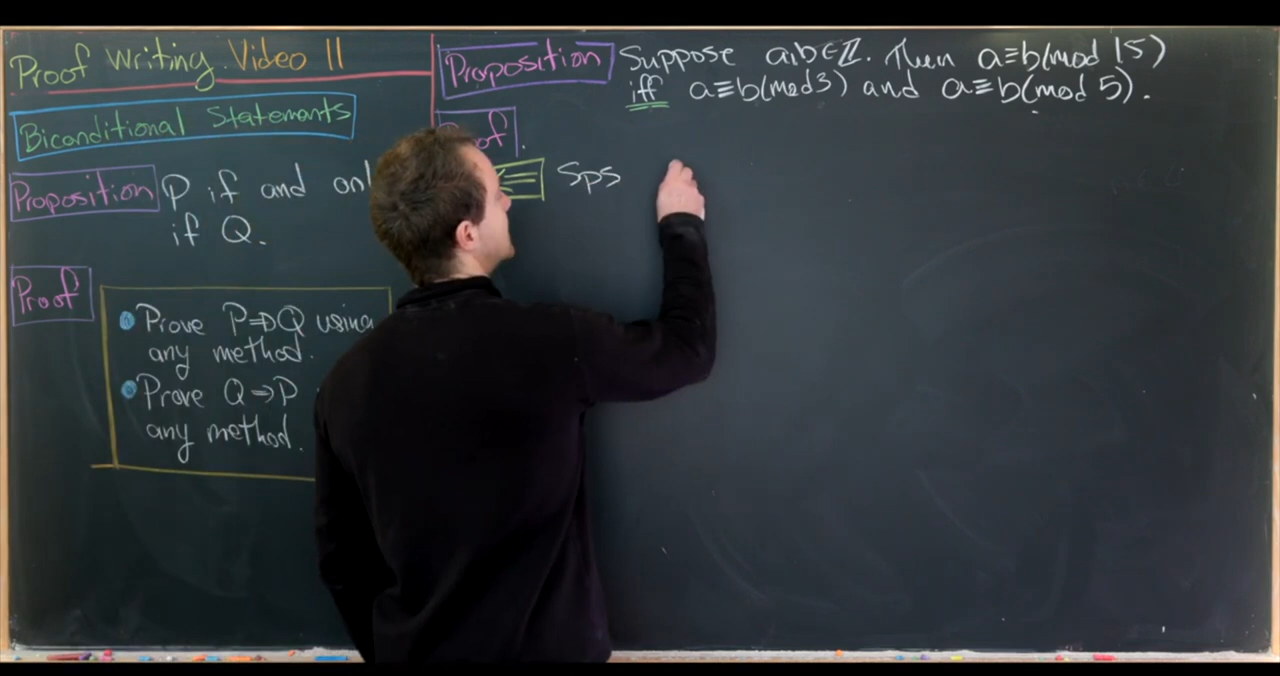 Proof Writing Video 11
Biconditional Statements
Proposition P if and
if Q.
Proof
• Prove P⇒Q using
any method.
• Prove Q⇒P
any method.
Proposition Suppose a,b∈ℤ. Then a≡b(mod 15)
iff a≡b(mod 3) and a≡b(mod 5).
Sps